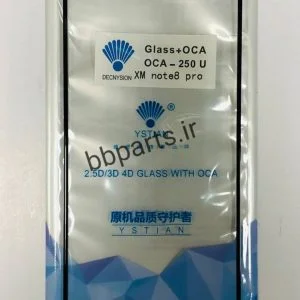 Glass+OCA
OCA-250 U
DECNYSION XM note8 pro
bbparts.ir
®
YSTIAN
2.5D/3D 4D GLASS WITH OCA
原机品质守护者
YSTIAN